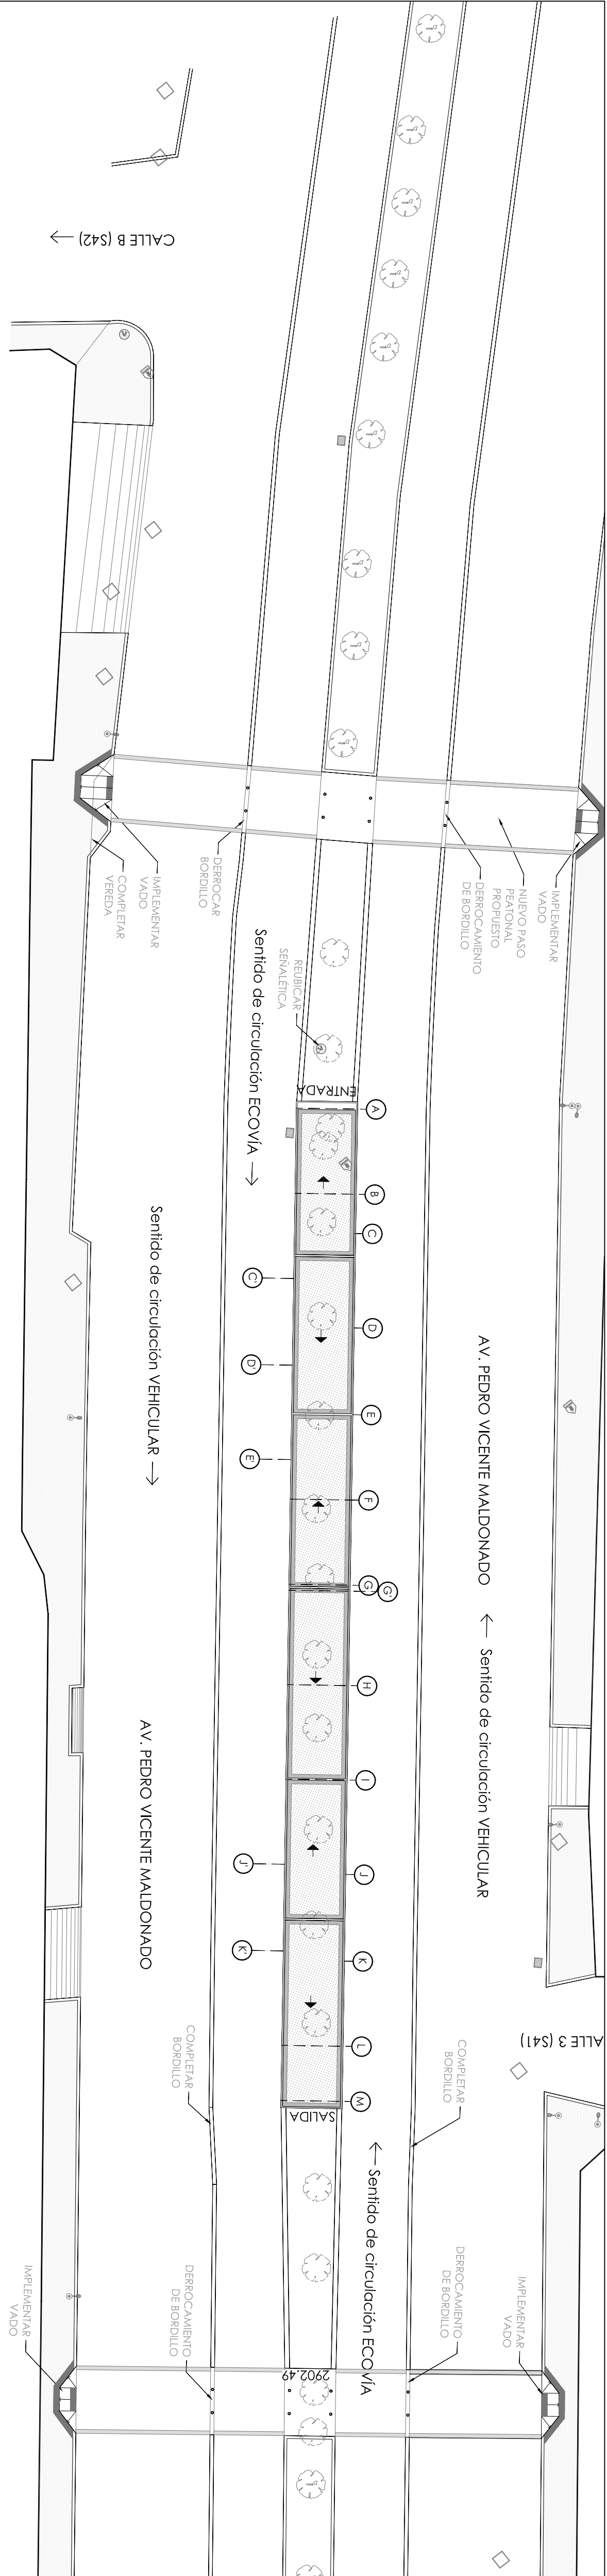 CALLE B (S42)
IMPLEMENTAR
VADO
NUEVO PASO
PEATONAL
PROPUESTO
DERROCAMIENTO
DE BORDILLO
DERROCAR
BORDILLO
IMPLEMENTAR
VADO
COMPLETAR
VEREDA
Sentido de circulación ECOVÍA
REUBICAR
SEÑALÉTICA
ENTRADA
A
B
C
C'
D
D'
E
E'
F
G
G'
H
I
J
J'
K
K'
L
M
SALIDA
Sentido de circulación VEHICULAR
AV. PEDRO VICENTE MALDONADO
Sentido de circulación VEHICULAR
AV. PEDRO VICENTE MALDONADO
ALLE 3 (S41)
COMPLETAR
BORDILLO
COMPLETAR
BORDILLO
Sentido de circulación ECOVÍA
DERROCAMIENTO
DE BORDILLO
IMPLEMENTAR
VADO
DERROCAMIENTO
DE BORDILLO
IMPLEMENTAR
VADO
2902.49